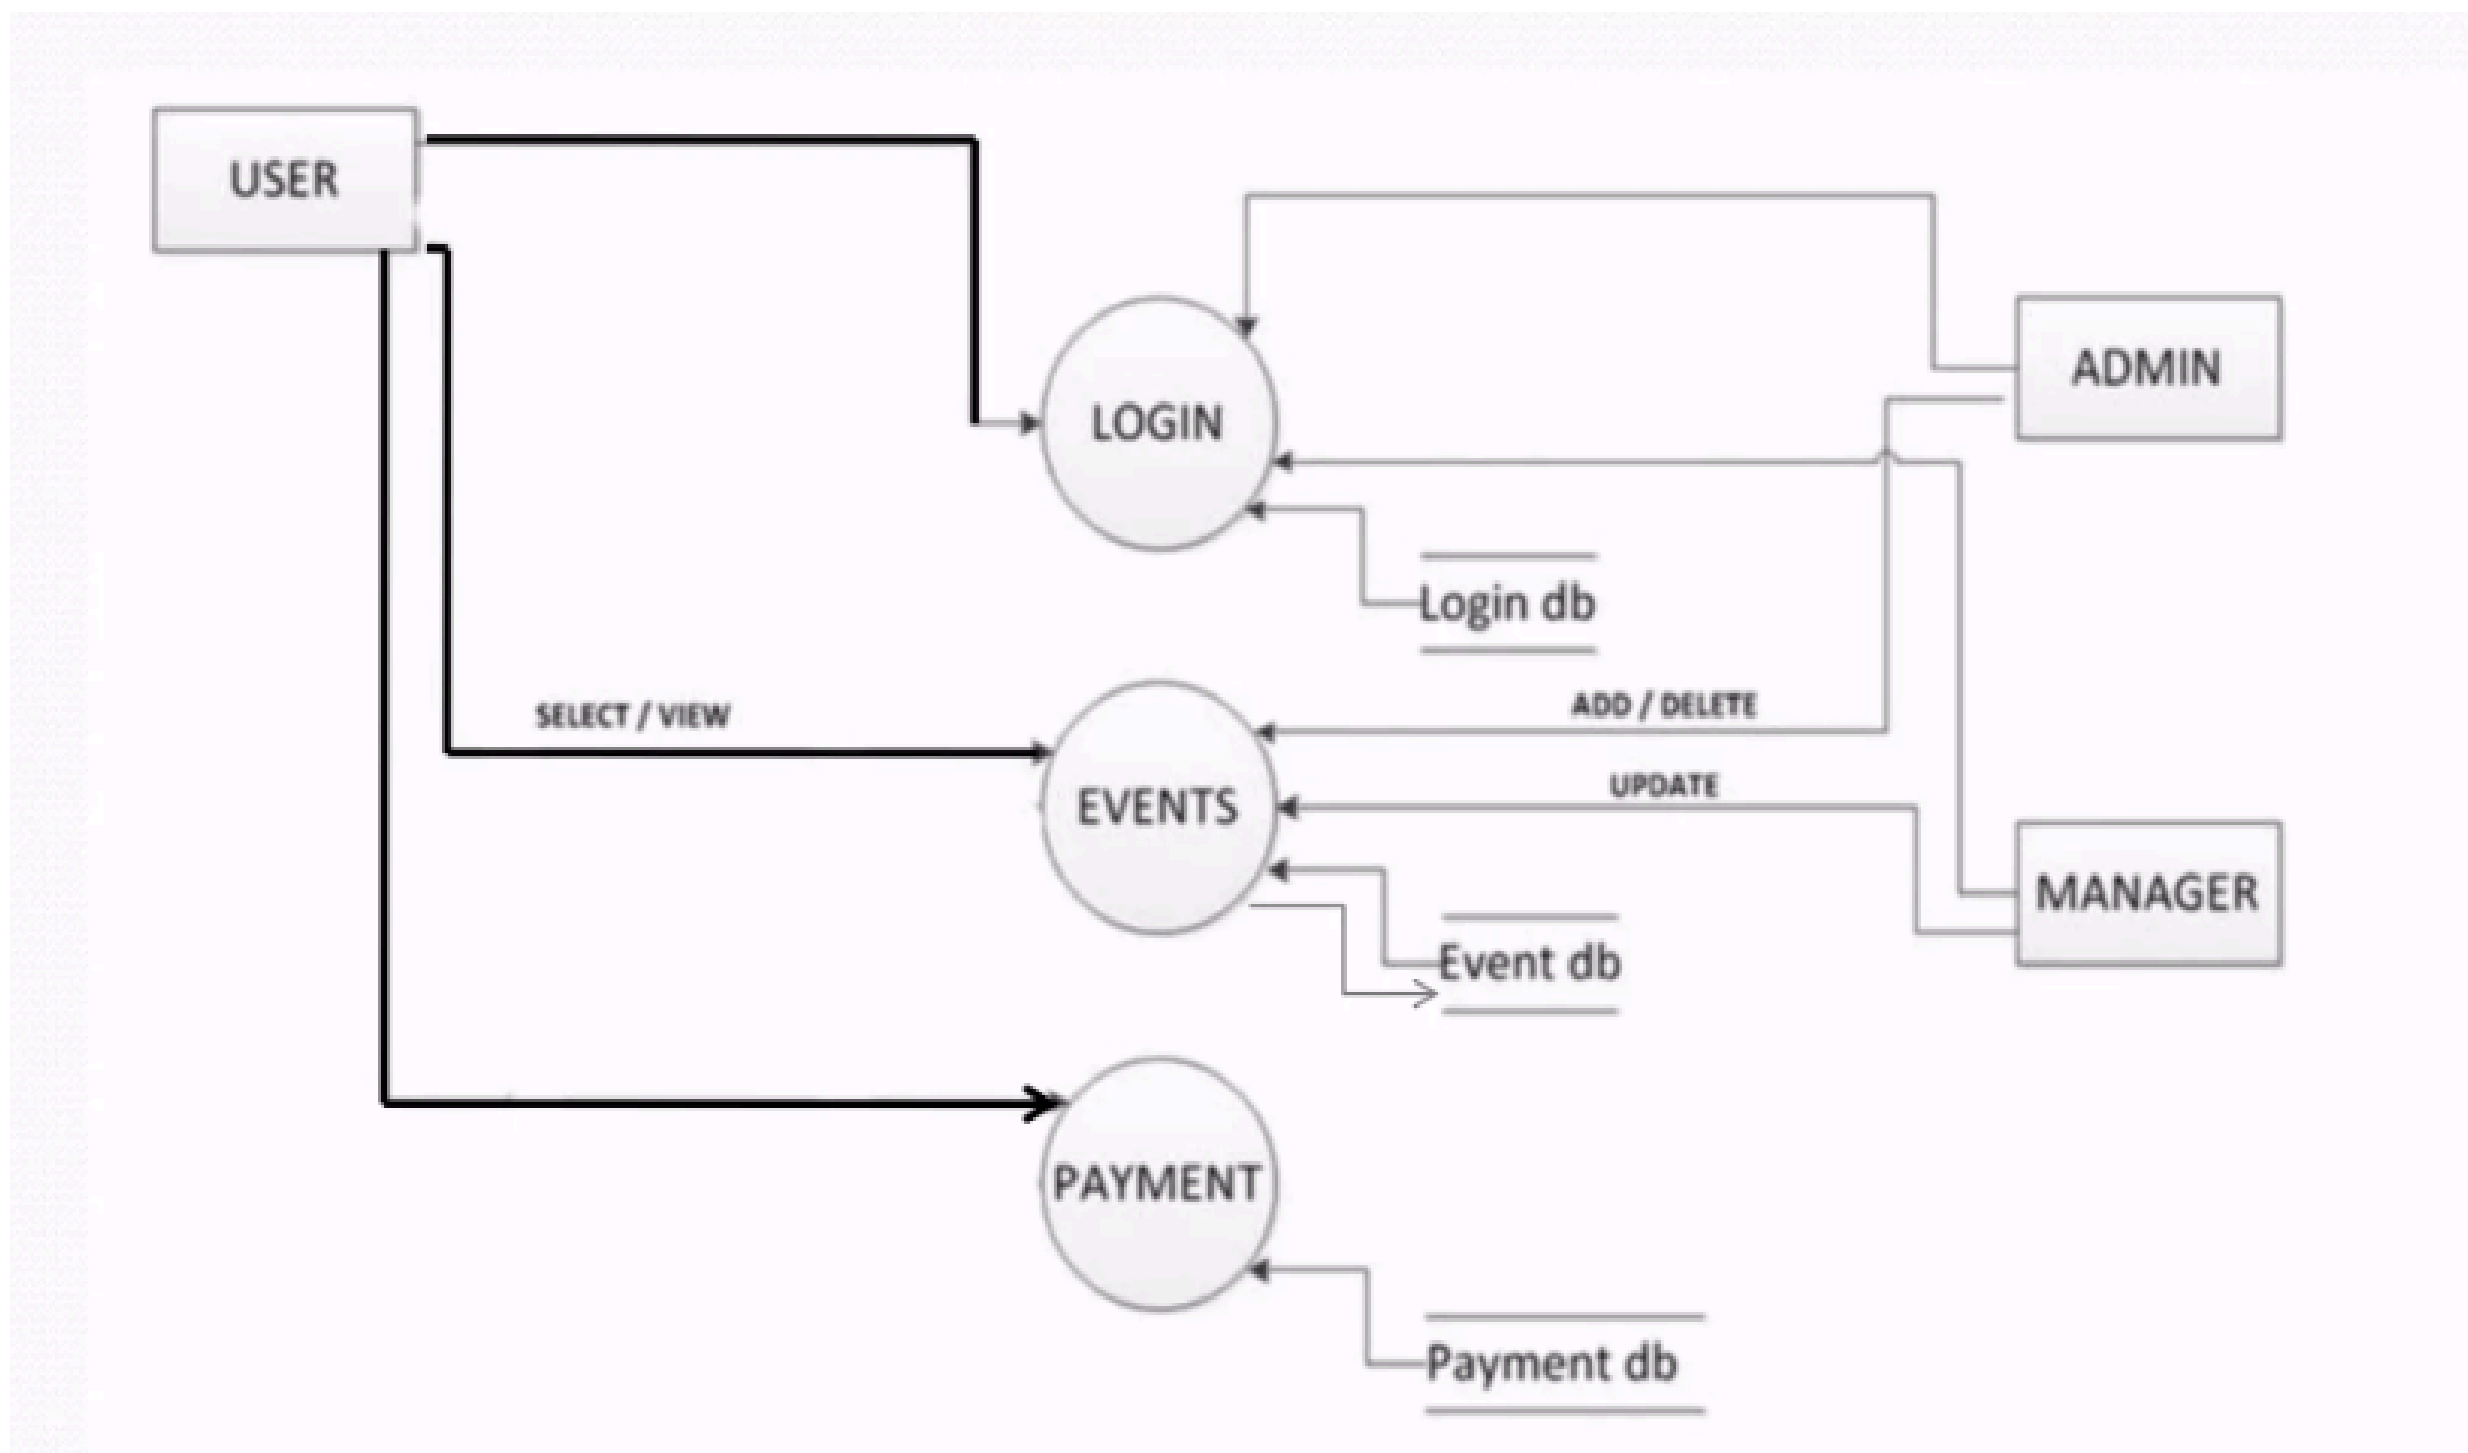 USER
ADMIN
LOGIN
Login db
SELECT / VIEW
ADD / DELETE
UPDATE
EVENTS
MANAGER
Event db
PAYMENT
Payment db